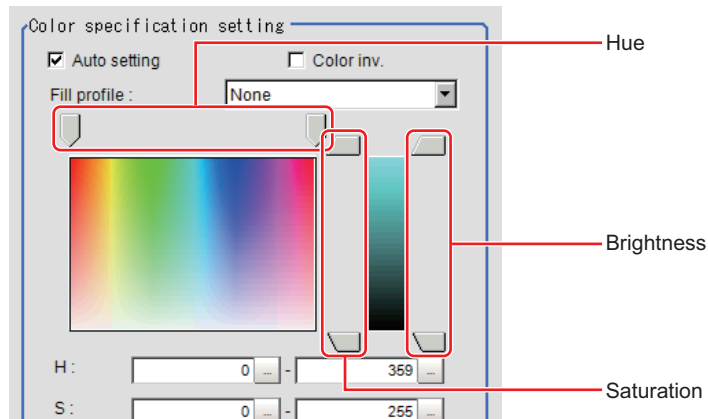 Color specification setting
Hue
Auto setting
Color inv.
Fill profile :
None
Brightness
H :
0 ... - 359 ...
Saturation
S :
0 ... - 255 ...